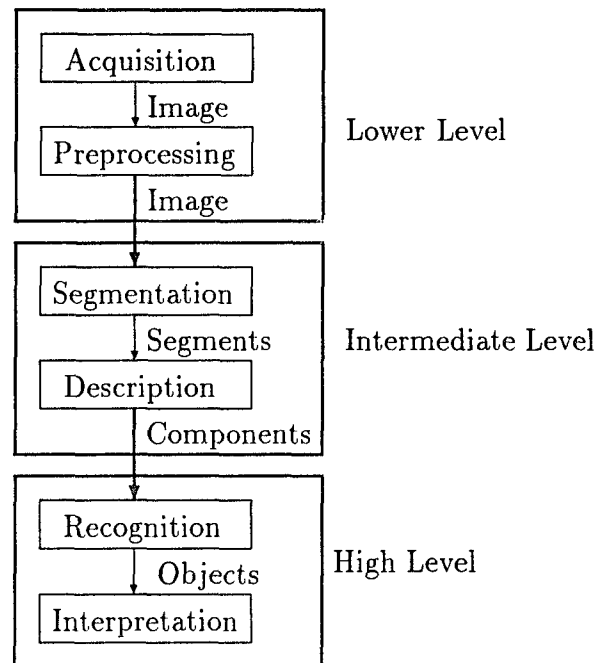 Acquisition
Image
Lower Level
Preprocessing
Image
Segmentation
Segments
Intermediate Level
Description
Components
Recognition
Objects
High Level
Interpretation